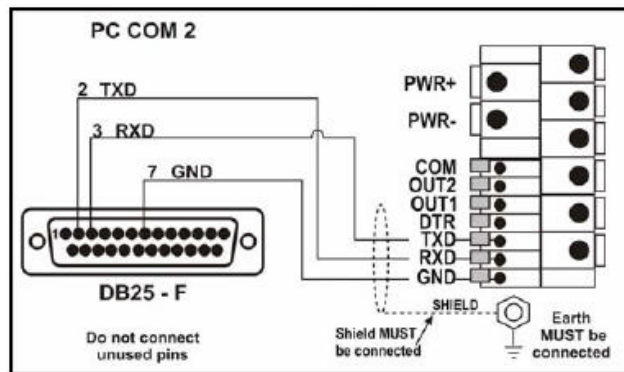 PC COM 2
2 TXD
3 RXD
7 GND
1
DB25 - F
Do not connect
unused pins
PWR+
PWR-
COM
OUT2
OUT1
DTR
TXD
RXD
GND
SHIELD
Shield MUST
be connected
Earth
MUST be
connected